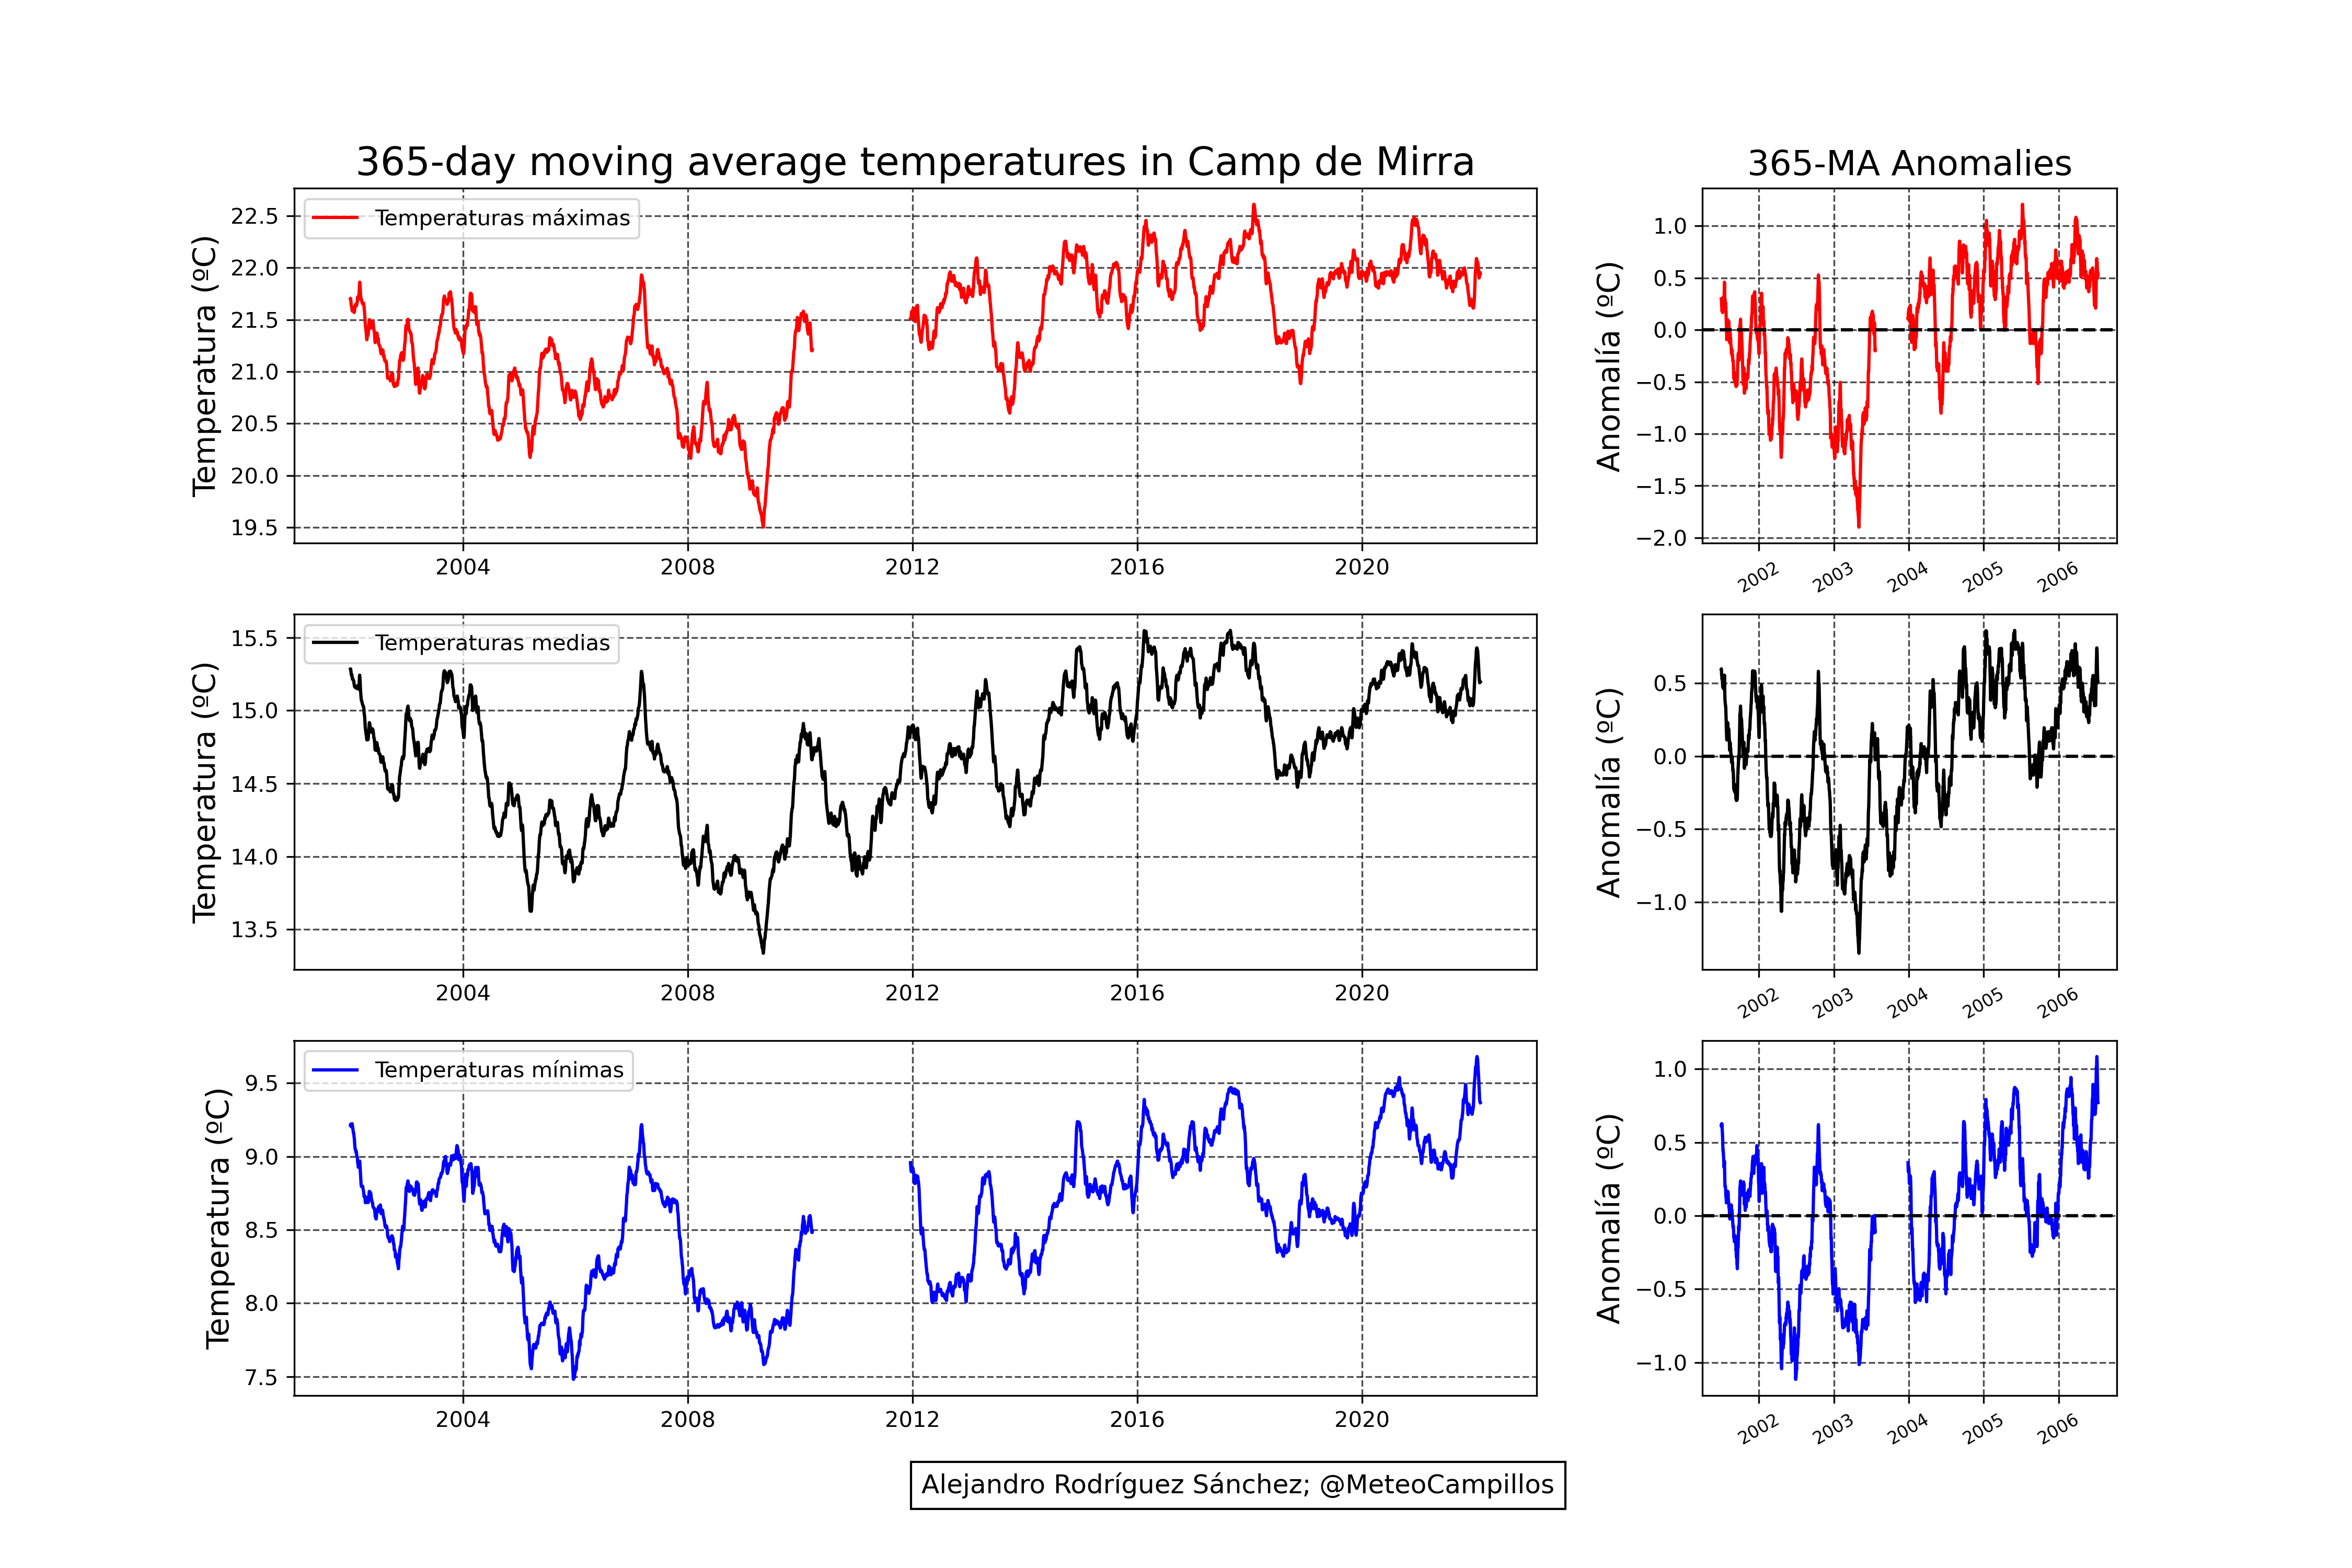 365-day moving average temperatures in Camp de Mirra
365-MA Anomalies
Temperatura (ºC)
22.5
22.0
21.5
21.0
20.5
20.0
19.5
Temperaturas máximas
2004 2008 2012 2016 2020
Anomalía (ºC)
1.0
0.5
0.0
−0.5
−1.0
−1.5
−2.0
2002 2003 2004 2005 2006
Temperatura (ºC)
15.5
15.0
14.5
14.0
13.5
Temperaturas medias
2004 2008 2012 2016 2020
Anomalía (ºC)
0.5
0.0
−0.5
−1.0
2002 2003 2004 2005 2006
Temperatura (ºC)
9.5
9.0
8.5
8.0
7.5
Temperaturas mínimas
2004 2008 2012 2016 2020
Anomalía (ºC)
1.0
0.5
0.0
−0.5
−1.0
2002 2003 2004 2005 2006
Alejandro Rodríguez Sánchez; @MeteoCampillos